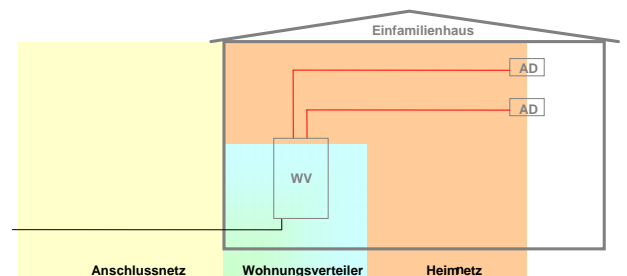 Einfamilienhaus
AD
AD
WV
Anschlussnetz Wohnungsverteiler Heimnetz